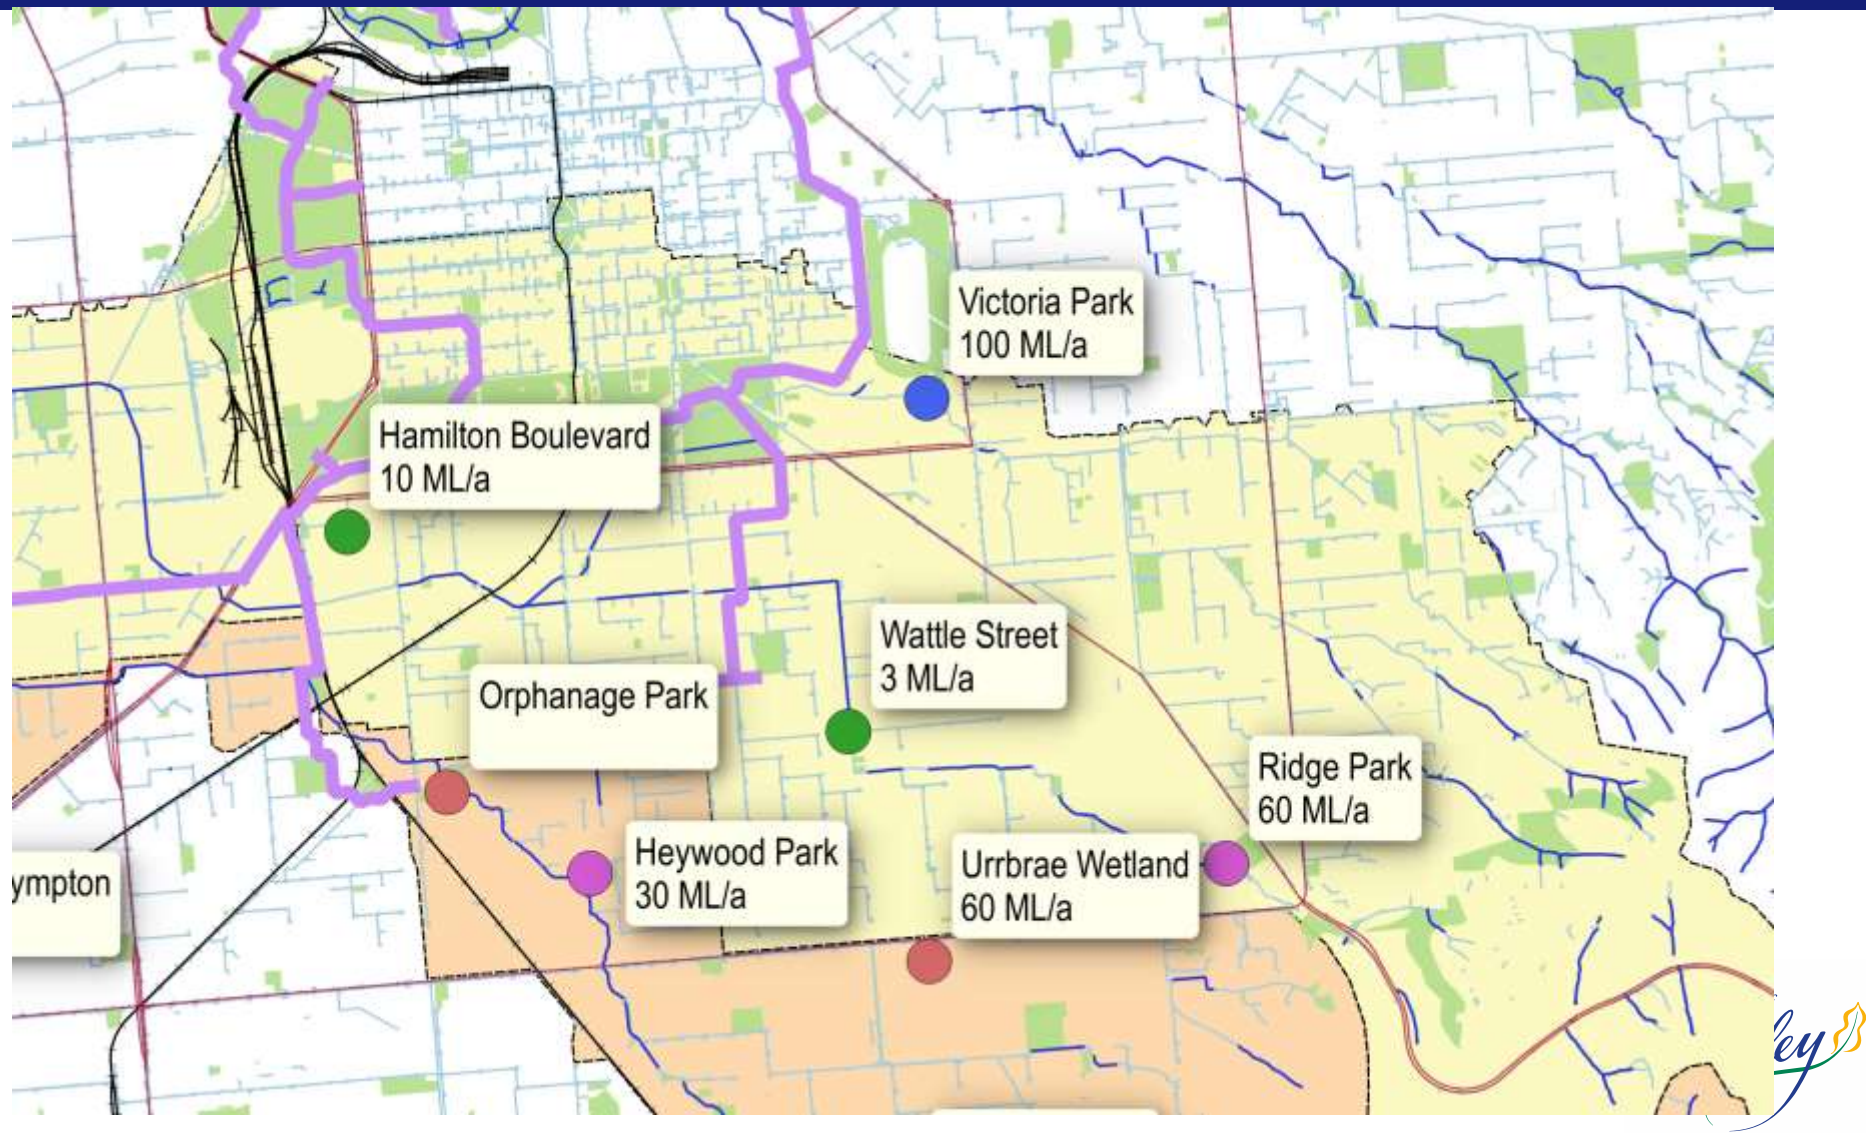 Victoria Park
100 ML/a
Hamilton Boulevard
10 ML/a
Wattle Street
3 ML/a
Orphanage Park
Ridge Park
60 ML/a
Heywood Park
30 ML/a
Urrbrae Wetland
60 ML/a
ympton
ley